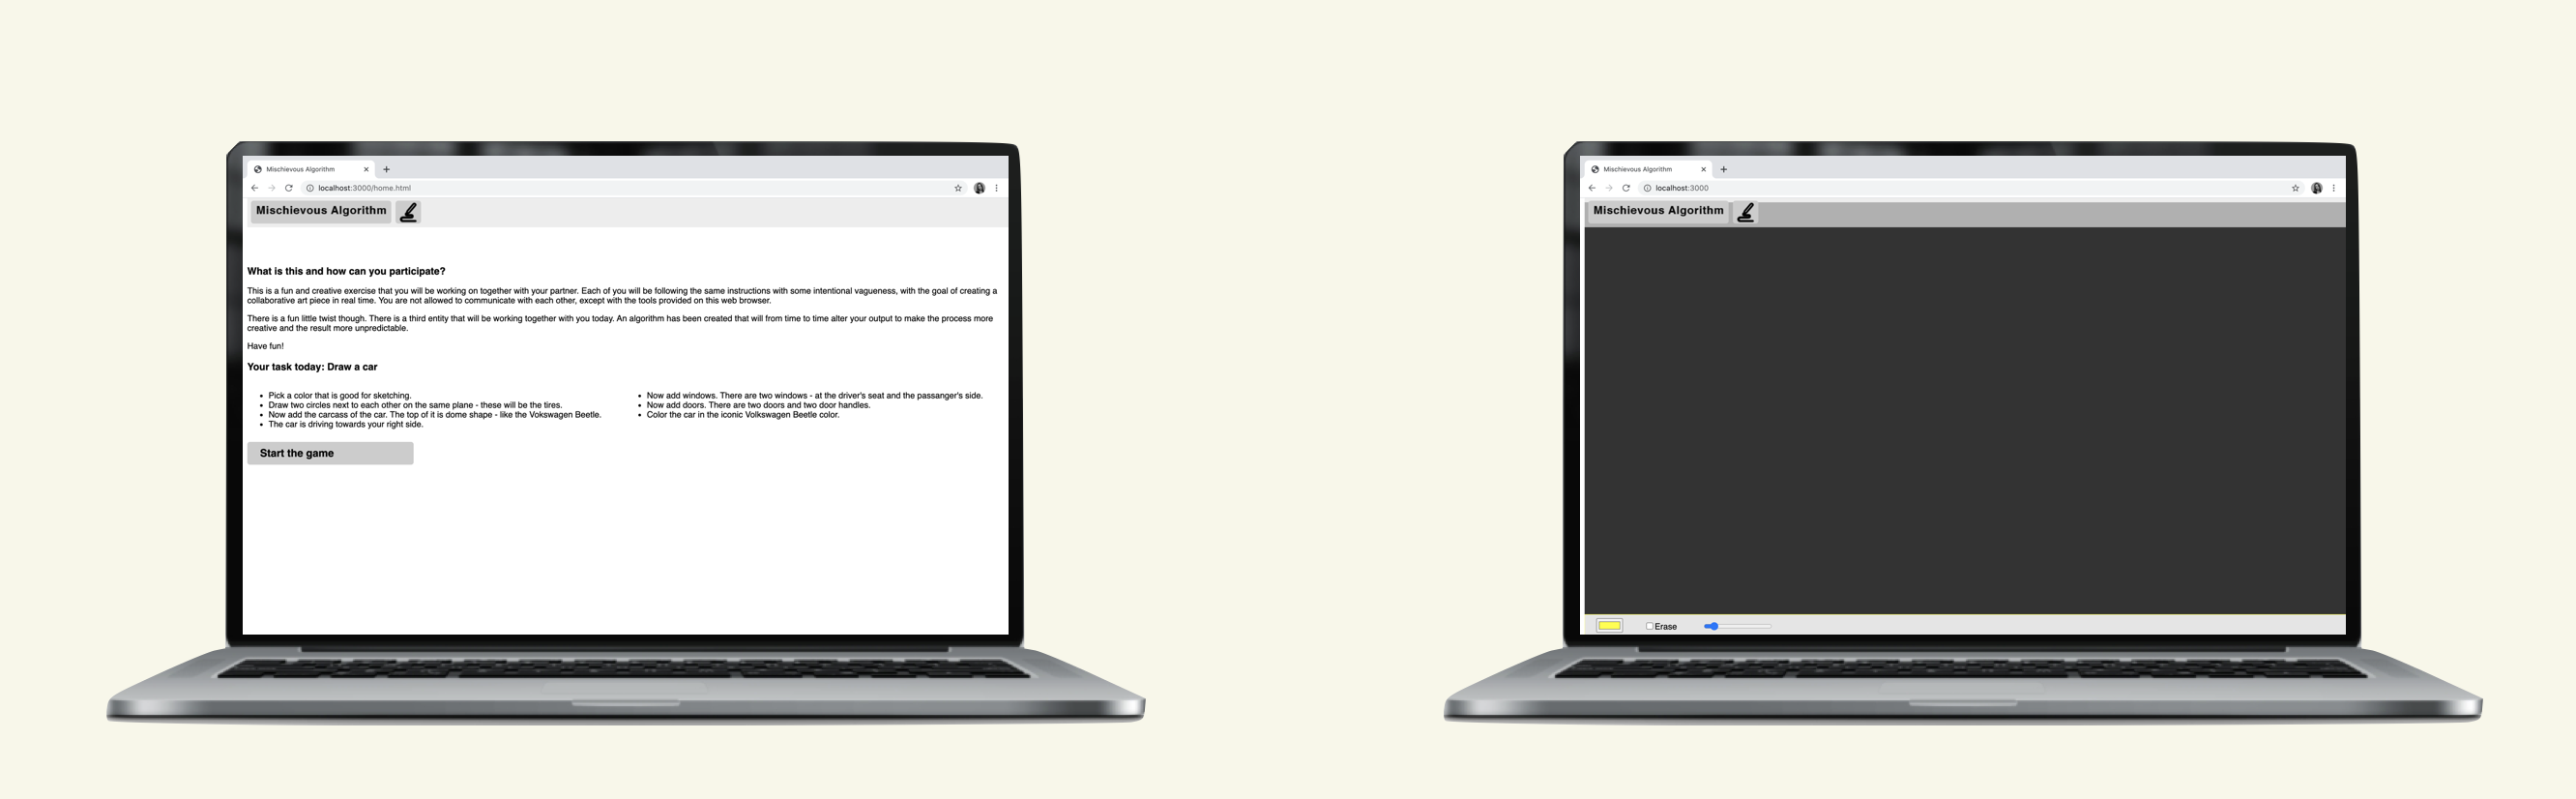 Mischievous Algorithm
localhost:3000/home.html
Mischievous Algorithm
What is this and how can you participate?
This is a fun and creative exercise that you will be working on together with your partner. Each of you will be following the same instructions with some intentional vagueness, with the goal of creating a
collaborative art piece in real time. You are not allowed to communicate with each other, except with the tools provided on this web browser.
There is a fun little twist though. There is a third entity that will be working together with you today. An algorithm has been created that will from time to time alter your output to make the process more
creative and the result more unpredictable.
Have fun!
Your task today: Draw a car
Pick a color that is good for sketching.
Draw two circles next to each other on the same plane - these will be the tires.
Now add the carcass of the car. The top of it is dome shape - like the Vokswagen Beetle.
The car is driving towards your right side.
Now add windows. There are two windows - at the driver's seat and the passanger's side.
Now add doors. There are two doors and two door handles.
Color the car in the iconic Volkswagen Beetle color.
Start the game
Mischievous Algorithm
localhost:3000
Mischievous Algorithm
Erase